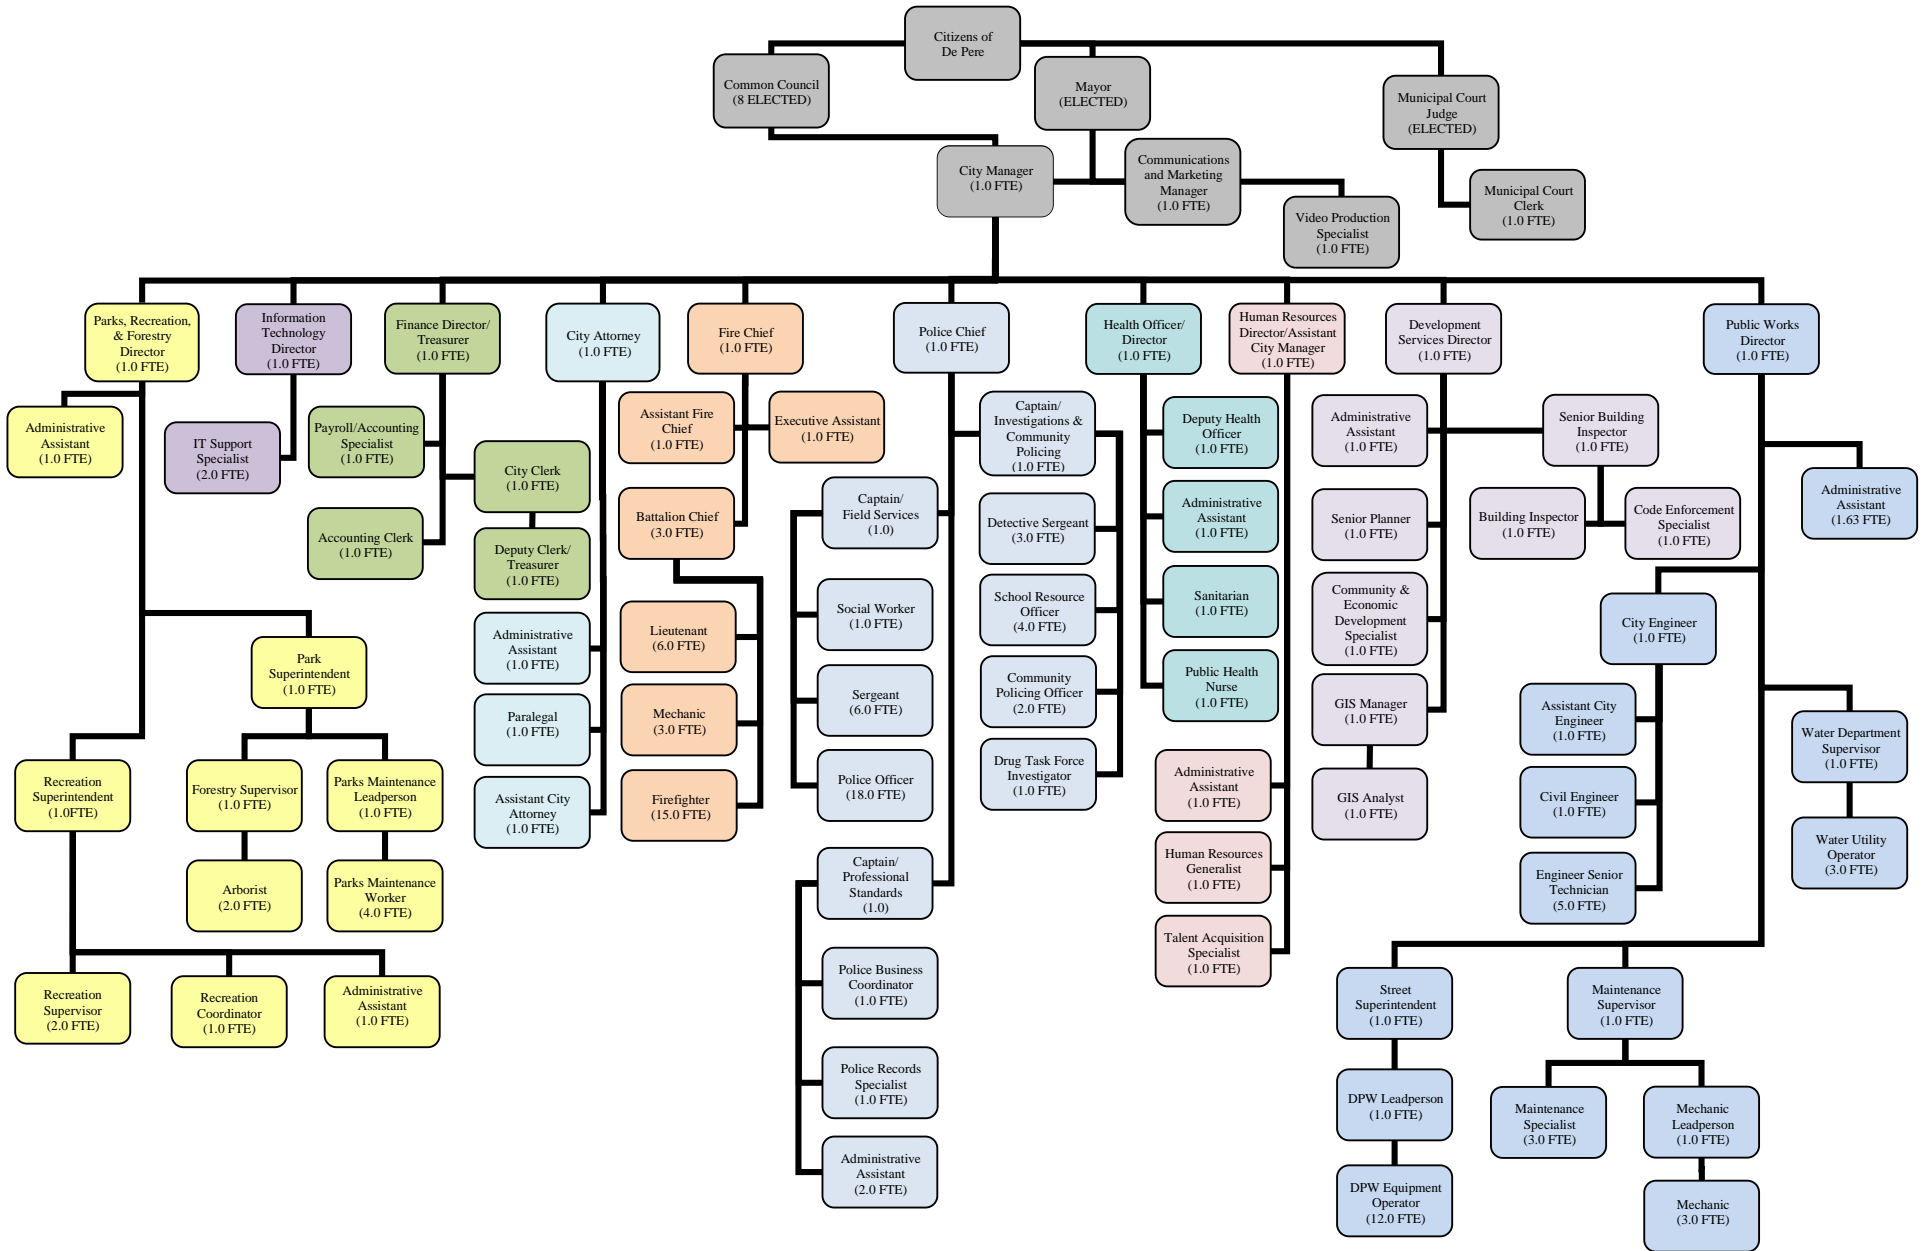 Citizens of
De Pere
Common Council
(8 ELECTED)
Mayor
(ELECTED)
Municipal Court
Judge
(ELECTED)
City Manager
(1.0 FTE)
Communications
and Marketing
Manager
(1.0 FTE)
Municipal Court
Clerk
(1.0 FTE)
Video Production
Specialist
(1.0 FTE)
Parks, Recreation,
& Forestry
Director
(1.0 FTE)
Information
Technology
Director
(1.0 FTE)
Finance Director/
Treasurer
(1.0 FTE)
City Attorney
(1.0 FTE)
Fire Chief
(1.0 FTE)
Police Chief
(1.0 FTE)
Health Officer/
Director
(1.0 FTE)
Human Resources
Director/Assistant
City Manager
(1.0 FTE)
Development
Services Director
(1.0 FTE)
Public Works
Director
(1.0 FTE)
Administrative
Assistant
(1.0 FTE)
IT Support
Specialist
(2.0 FTE)
Payroll/Accounting
Specialist
(1.0 FTE)
City Clerk
(1.0 FTE)
Accounting Clerk
(1.0 FTE)
Deputy Clerk/
Treasurer
(1.0 FTE)
Administrative
Assistant
(1.0 FTE)
Paralegal
(1.0 FTE)
Assistant City
Attorney
(1.0 FTE)
Assistant Fire
Chief
(1.0 FTE)
Executive Assistant
(1.0 FTE)
Battalion Chief
(3.0 FTE)
Lieutenant
(6.0 FTE)
Mechanic
(3.0 FTE)
Firefighter
(15.0 FTE)
Captain/
Investigations &
Community
Policing
(1.0 FTE)
Captain/
Field Services
(1.0)
Detective Sergeant
(3.0 FTE)
Social Worker
(1.0 FTE)
School Resource
Officer
(4.0 FTE)
Sergeant
(6.0 FTE)
Community
Policing Officer
(2.0 FTE)
Police Officer
(18.0 FTE)
Drug Task Force
Investigator
(1.0 FTE)
Captain/
Professional
Standards
(1.0)
Police Business
Coordinator
(1.0 FTE)
Police Records
Specialist
(1.0 FTE)
Administrative
Assistant
(2.0 FTE)
Deputy Health
Officer
(1.0 FTE)
Administrative
Assistant
(1.0 FTE)
Sanitarian
(1.0 FTE)
Public Health
Nurse
(1.0 FTE)
Administrative
Assistant
(1.0 FTE)
Human Resources
Generalist
(1.0 FTE)
Talent Acquisition
Specialist
(1.0 FTE)
Administrative
Assistant
(1.0 FTE)
Senior Building
Inspector
(1.0 FTE)
Senior Planner
(1.0 FTE)
Building Inspector
(1.0 FTE)
Code Enforcement
Specialist
(1.0 FTE)
Community &
Economic
Development
Specialist
(1.0 FTE)
GIS Manager
(1.0 FTE)
GIS Analyst
(1.0 FTE)
Administrative
Assistant
(1.63 FTE)
City Engineer
(1.0 FTE)
Assistant City
Engineer
(1.0 FTE)
Civil Engineer
(1.0 FTE)
Engineer Senior
Technician
(5.0 FTE)
Water Department
Supervisor
(1.0 FTE)
Water Utility
Operator
(3.0 FTE)
Street
Superintendent
(1.0 FTE)
Maintenance
Supervisor
(1.0 FTE)
DPW Leadperson
(1.0 FTE)
Maintenance
Specialist
(3.0 FTE)
Mechanic
Leadperson
(1.0 FTE)
DPW Equipment
Operator
(12.0 FTE)
Mechanic
(3.0 FTE)
Park
Superintendent
(1.0 FTE)
Recreation
Superintendent
(1.0FTE)
Forestry Supervisor
(1.0 FTE)
Parks Maintenance
Leadperson
(1.0 FTE)
Arborist
(2.0 FTE)
Parks Maintenance
Worker
(4.0 FTE)
Recreation
Supervisor
(2.0 FTE)
Recreation
Coordinator
(1.0 FTE)
Administrative
Assistant
(1.0 FTE)